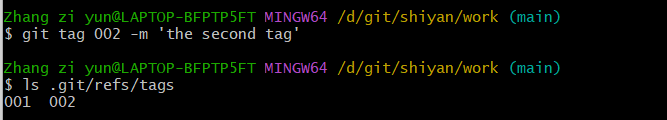 Zhang zi yun@LAPTOP-BFPTP5FT MINGW64 /d/git/shiyan/work (main)
$ git tag 002 -m 'the second tag'
Zhang zi yun@LAPTOP-BFPTP5FT MINGW64 /d/git/shiyan/work (main)
$ ls .git/refs/tags
001  002